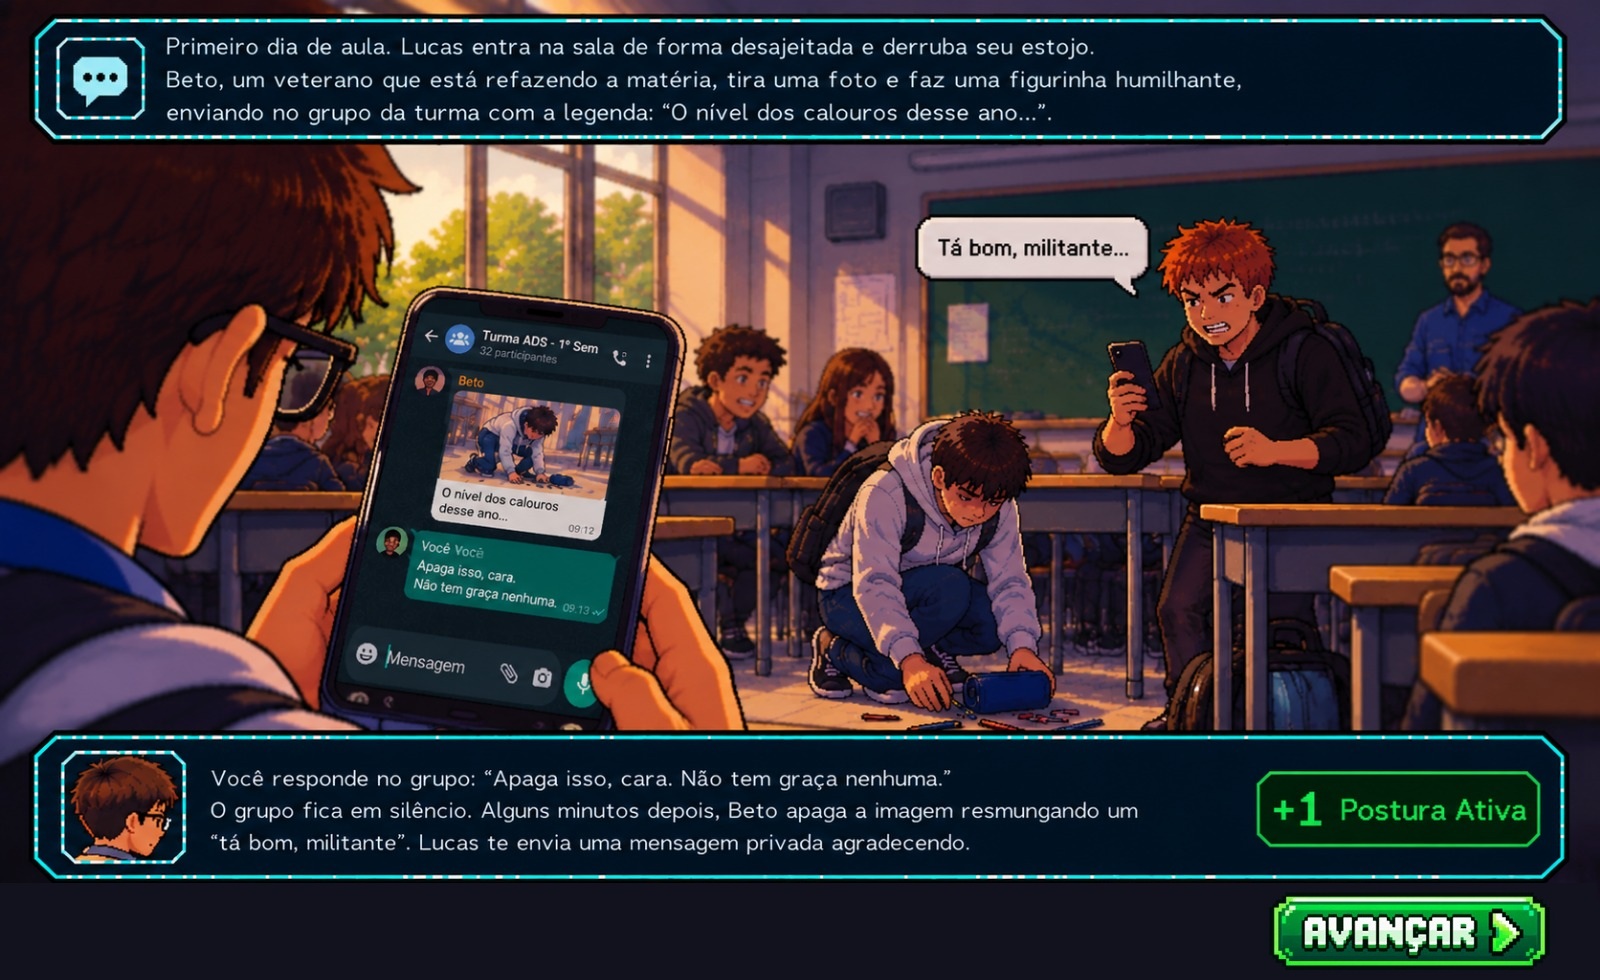 Primeiro dia de aula. Lucas entra na sala de forma desajeitada e derruba seu estojo.
Beto, um veterano que está refazendo a matéria, tira uma foto e faz uma figurinha humilhante,
enviando no grupo da turma com a legenda: “O nível dos calouros desse ano...”.
Tá bom, militante...
Turma ADS - 1º Sem
32 participantes
Beto
O nível dos calouros
desse ano...
09:12
Você Você
Apaga isso, cara.
Não tem graça nenhuma. 09:13
Mensagem
Você responde no grupo: “Apaga isso, cara. Não tem graça nenhuma.”
O grupo fica em silêncio. Alguns minutos depois, Beto apaga a imagem resmungando um
“tá bom, militante”. Lucas te envia uma mensagem privada agradecendo.
+1 Postura Ativa
AVANÇAR